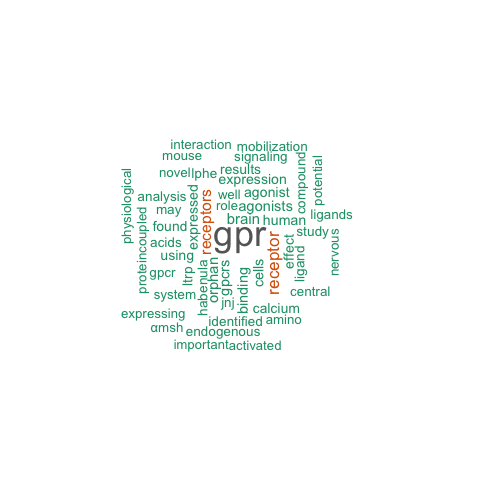 interaction
mobilization
mouse
signaling
novel
lphe
results
expression
compound
potential
physiological
analysis
expressed
receptors
well
agonist
may
role
agonists
ligands
found
brain
human
proteincoupled
acids
gpr
study
using
effect
nervous
gpcr
ltrp
orphan
gpcrs
binding
cells
receptor
ligand
system
habenula
jnj
central
expressing
calcium
αmsh
identified
amino
endogenous
important
activated